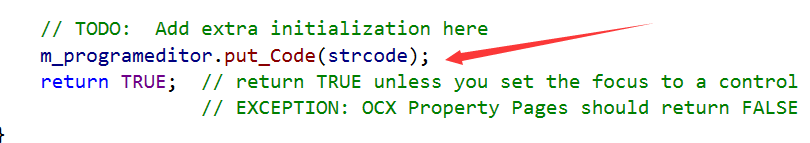 // TODO:  Add extra initialization here
m_programeditor.put_Code(strcode);
return TRUE;  // return TRUE unless you set the focus to a control
// EXCEPTION: OCX Property Pages should return FALSE
}